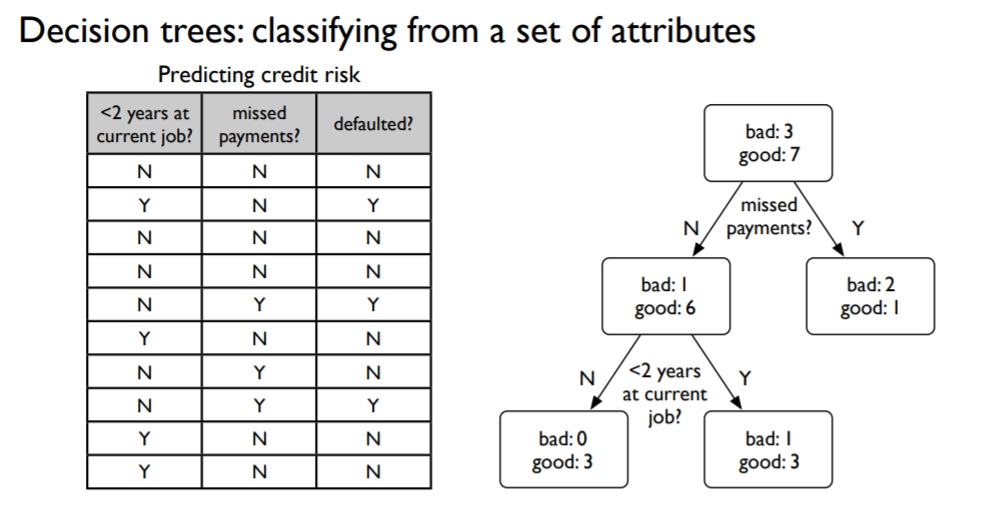 Decision trees: classifying from a set of attributes
Predicting credit risk
<2 years at
current job?
missed
payments?
defaulted?
N N N
Y N Y
N N N
N N N
N Y Y
Y N N
N Y N
N Y Y
Y N N
Y N N
bad: 3
good: 7
missed
N payments? Y
bad: 1
good: 6
bad: 2
good: 1
N <2 years Y
at current
job?
bad: 0
good: 3
bad: 1
good: 3